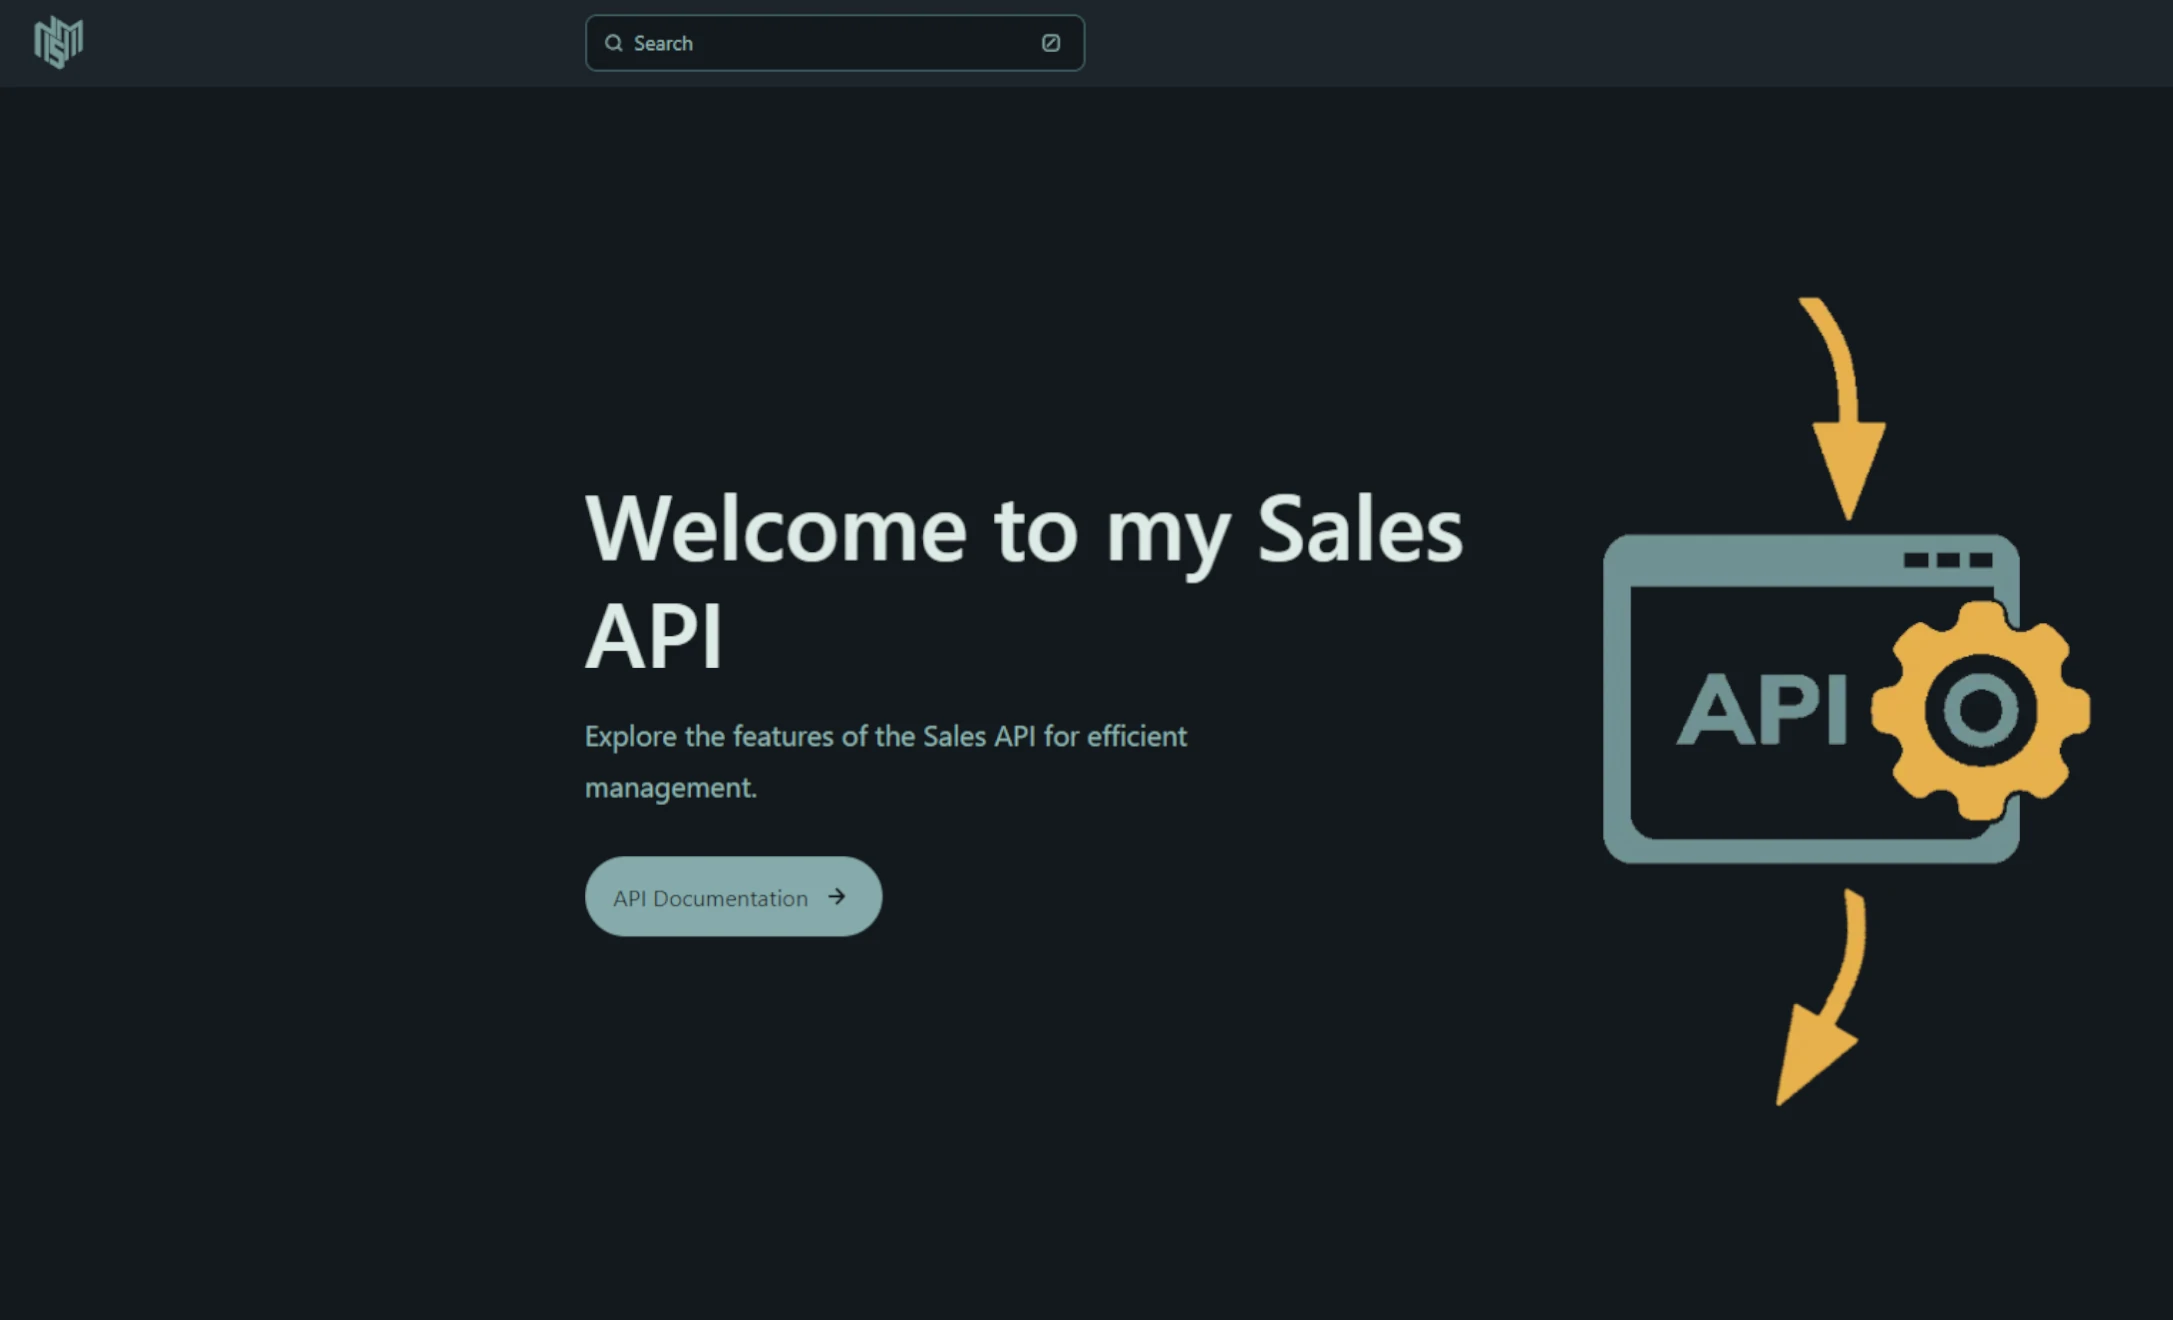 Search
Welcome to my Sales
API
Explore the features of the Sales API for efficient
management.
API Documentation
API